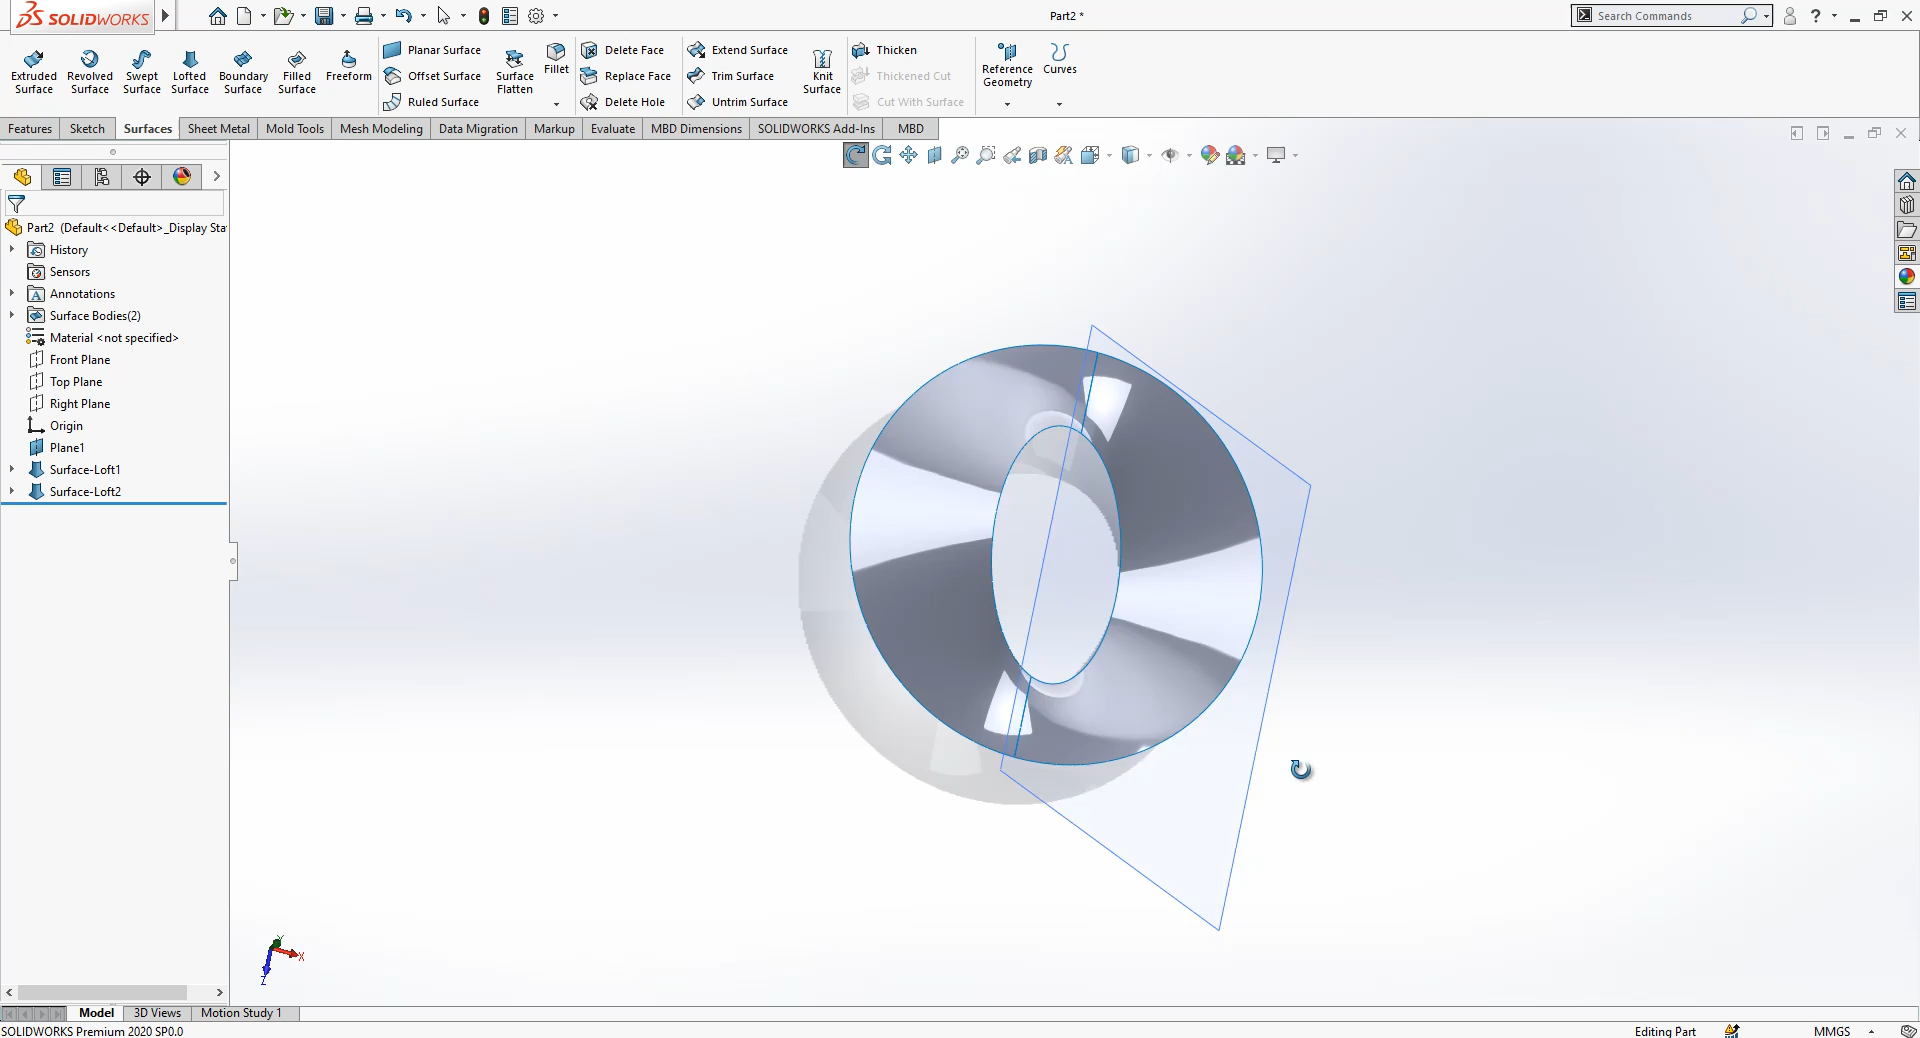 SOLIDWORKS
Part2 *
Search Commands
?
Extruded Surface
Revolved Surface
Swept Surface
Lofted Surface
Boundary Surface
Filled Surface
Freeform
Planar Surface
Offset Surface
Ruled Surface
Surface Flatten
Fillet
Delete Face
Replace Face
Delete Hole
Extend Surface
Trim Surface
Untrim Surface
Knit Surface
Thicken
Thickened Cut
Cut With Surface
Reference Geometry
Curves
Features
Sketch
Surfaces
Sheet Metal
Mold Tools
Mesh Modeling
Data Migration
Markup
Evaluate
MBD Dimensions
SOLIDWORKS Add-Ins
MBD
Part2 (Default<<Default>_Display Sta
History
Sensors
Annotations
Surface Bodies(2)
Material <not specified>
Front Plane
Top Plane
Right Plane
Origin
Plane1
Surface-Loft1
Surface-Loft2
Y
X
Z
Model
3D Views
Motion Study 1
SOLIDWORKS Premium 2020 SP0.0
Editing Part
MMGS